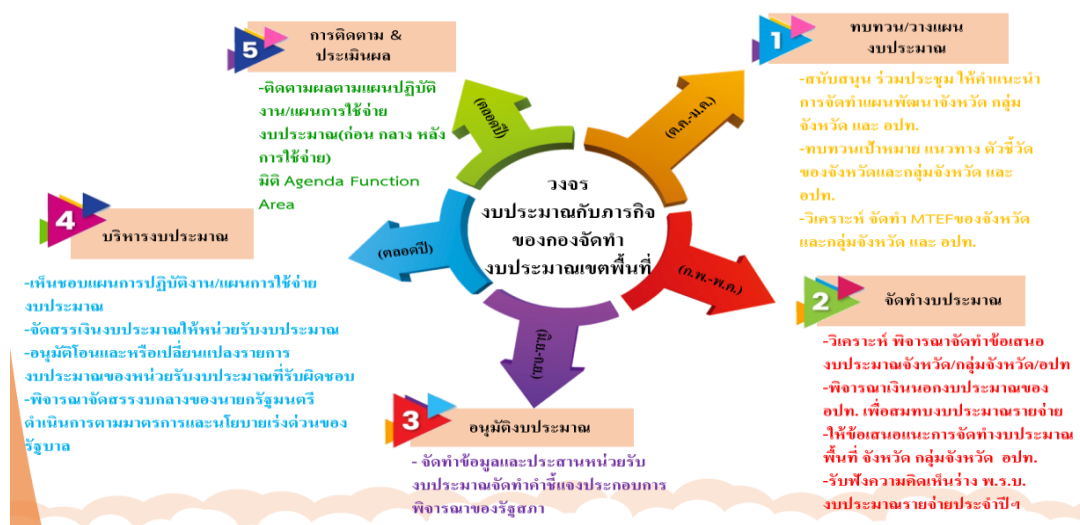 วงจร
งบประมาณกับภารกิจ
ของกองจัดทำ
งบประมาณเขตพื้นที่
1
ทบทวน/วางแผน
งบประมาณ
(ต.ค.-ม.ค.)
-สนับสนุน ร่วมประชุม ให้คำแนะนำ
การจัดทำแผนพัฒนาจังหวัด กลุ่ม
จังหวัด และ อปท.
-ทบทวนเป้าหมาย แนวทาง ตัวชี้วัด
ของจังหวัดและกลุ่มจังหวัด และ
อปท.
-วิเคราะห์ จัดทำ MTEFของจังหวัด
และกลุ่มจังหวัด และ อปท.
2
จัดทำงบประมาณ
(ก.พ.-พ.ค.)
-วิเคราะห์ พิจารณาจัดทำข้อเสนอ
งบประมาณจังหวัด/กลุ่มจังหวัด/อปท
-พิจารณาเงินนอกงบประมาณของ
อปท. เพื่อสมทบงบประมาณรายจ่าย
-ให้ข้อเสนอแนะการจัดทำงบประมาณ
พื้นที่ จังหวัด กลุ่มจังหวัด อปท.
-รับฟังความคิดเห็นร่าง พ.ร.บ.
งบประมาณรายจ่ายประจำปีฯ
3
อนุมัติงบประมาณ
(มิ.ย.-ก.ย.)
- จัดทำข้อมูลและประสานหน่วยรับ
งบประมาณจัดทำคำชี้แจงประกอบการ
พิจารณาของรัฐสภา
4
บริหารงบประมาณ
(ตลอดปี)
-เห็นชอบแผนการปฏิบัติงาน/แผนการใช้จ่าย
งบประมาณ
-จัดสรรเงินงบประมาณให้หน่วยรับงบประมาณ
-อนุมัติโอนและหรือเปลี่ยนแปลงรายการ
งบประมาณของหน่วยรับงบประมาณที่รับผิดชอบ
-พิจารณาจัดสรรงบกลางของนายกรัฐมนตรี
ดำเนินการตามมาตรการและนโยบายเร่งด่วนของ
รัฐบาล
5
การติดตาม &
ประเมินผล
(ตลอดปี)
-ติดตามผลตามแผนปฏิบัติ
งาน/แผนการใช้จ่าย
งบประมาณ(ก่อน กลาง หลัง
การใช้จ่าย)
มิติ Agenda Function
Area